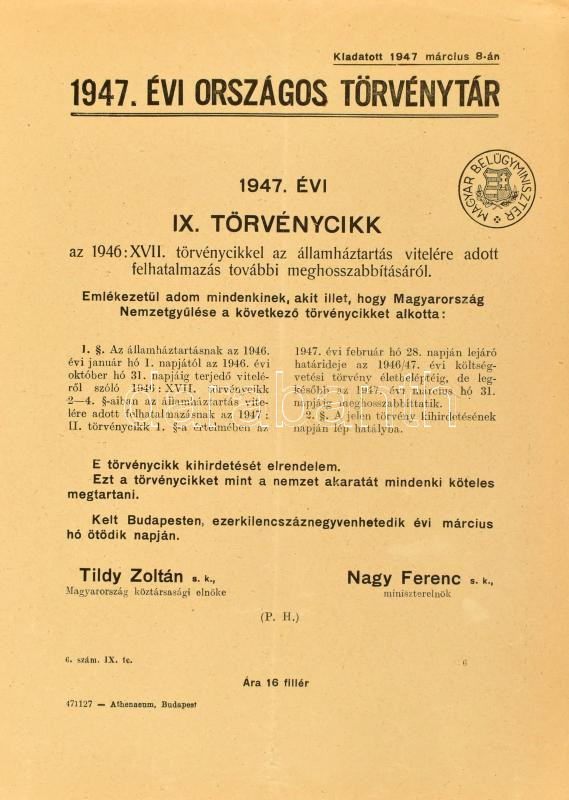 Kiadatott 1947 március 8-án
1947. ÉVI ORSZÁGOS TÖRVÉNYTÁR
MAGYAR BELÜGYMINISZTER
1947. ÉVI
IX. TÖRVÉNYCIKK
az 1946:XVII. törvénycikkel az államháztartás vitelére adott
felhatalmazás további meghosszabbításáról.
Emlékezetül adom mindenkinek, akit illet, hogy Magyarország
Nemzetgyűlése a következő törvénycikket alkotta:
1. §. Az államháztartásnak az 1946.
évi január hó 1. napjától az 1946. évi
október hó 31. napjáig terjedő vitelé-
ről szóló 1946: XVII. törvénycikk
2—4. §-aiban az államháztartás vite-
lére adott felhatalmazásnak az 1947:
II. törvénycikk 1. §-a értelmében az
1947. évi február hó 28. napján lejáró
határideje az 1946/47. évi költség-
vetési törvény életbeléptéig, de leg-
később az 1947. évi március hó 31.
napjáig meghosszabbíttatik.
2. §. A jelen törvény kihirdetésének
napján lép hatályba.
darabanth
E törvénycikk kihirdetését elrendelem.
Ezt a törvénycikket mint a nemzet akaratát mindenki köteles
megtartani.
Kelt Budapesten, ezerkilencszáznegyvenhetedik évi március
hó ötödik napján.
Tildy Zoltán s. k.,
Magyarország köztársasági elnöke
Nagy Ferenc s. k.,
miniszterelnök
(P. H.)
6. szám. IX. tc.
6
Ára 16 fillér
471127 — Athenaeum, Budapest